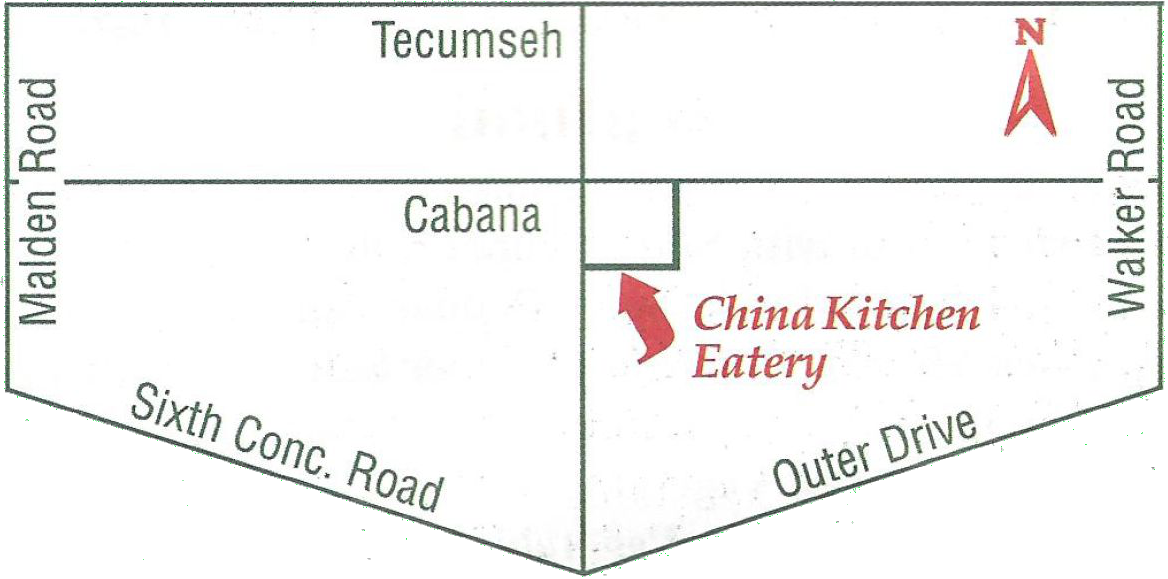 Tecumseh
N
Malden Road
Walker Road
Cabana
China Kitchen
Eatery
Sixth Conc. Road
Outer Drive